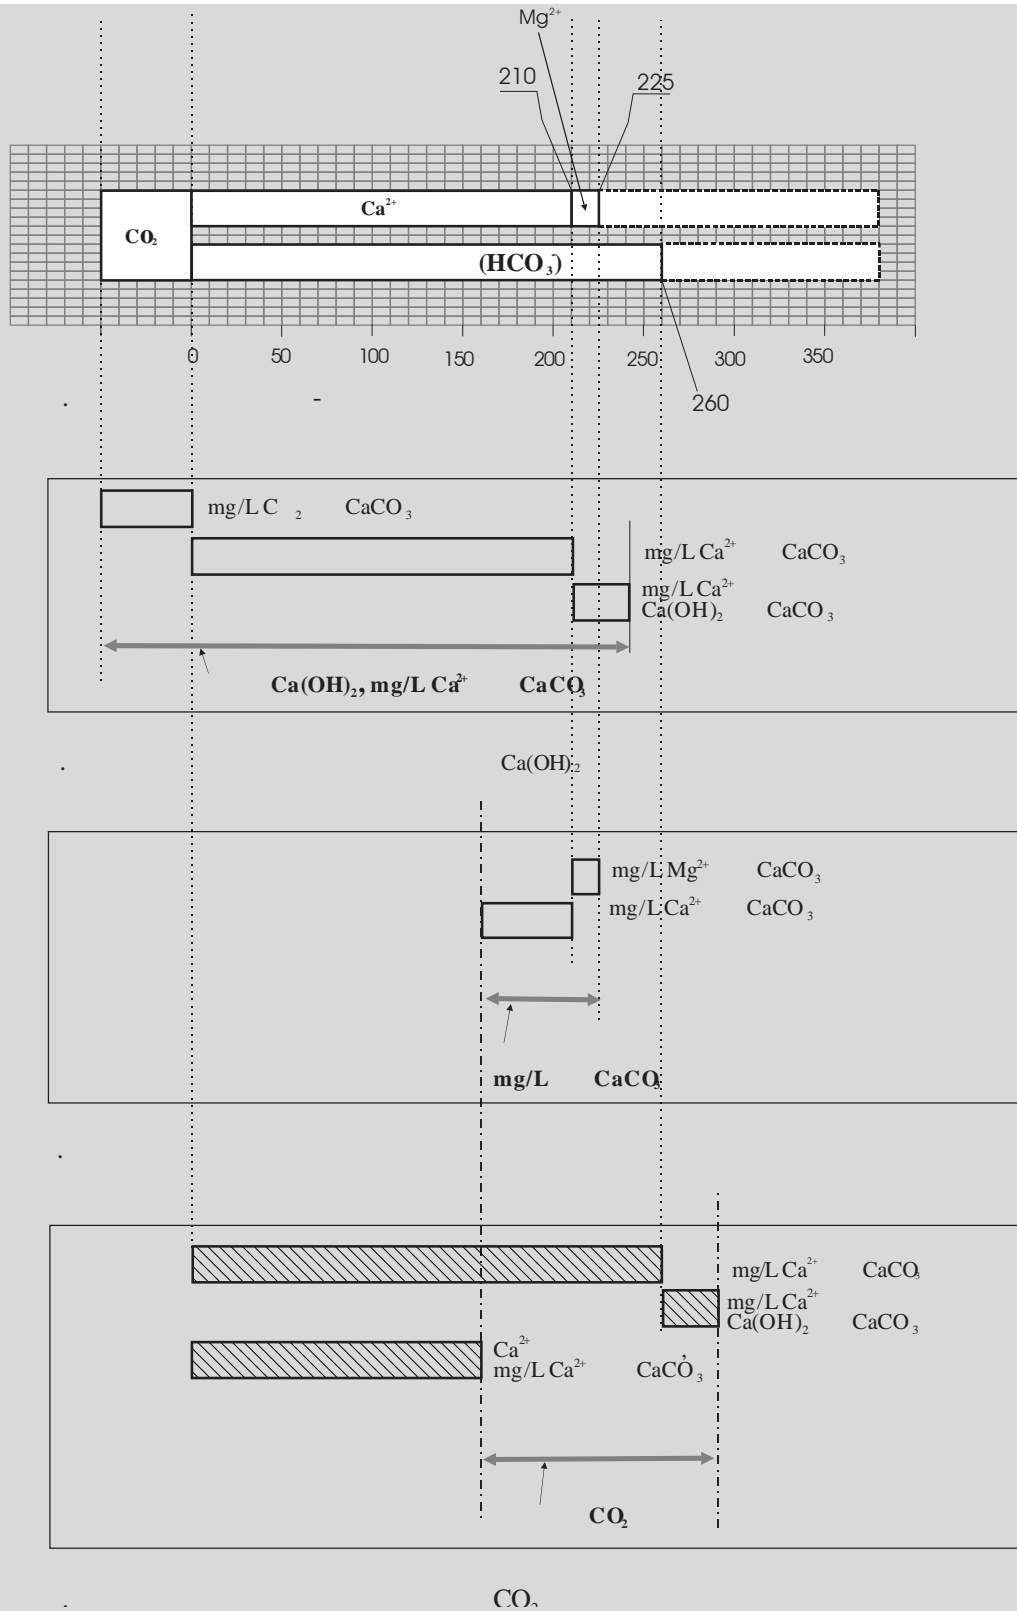 Mg²⁺
210 225
Ca²⁺
CO₂
(HCO₃⁻)
0 50 100 150 200 250 300 350
260
. -
mg/L C ₂ CaCO₃
mg/L Ca²⁺ CaCO₃
mg/L Ca²⁺
Ca(OH)₂ CaCO₃
Ca(OH)₂, mg/L Ca²⁺ CaCO₃
. Ca(OH)₂
mg/L Mg²⁺ CaCO₃
mg/L Ca²⁺ CaCO₃
mg/L CaCO₃
.
mg/L Ca²⁺ CaCO₃
mg/L Ca²⁺
Ca(OH)₂ CaCO₃
Ca²⁺ ,
mg/L Ca²⁺ CaCO₃
CO₂
. CO₂